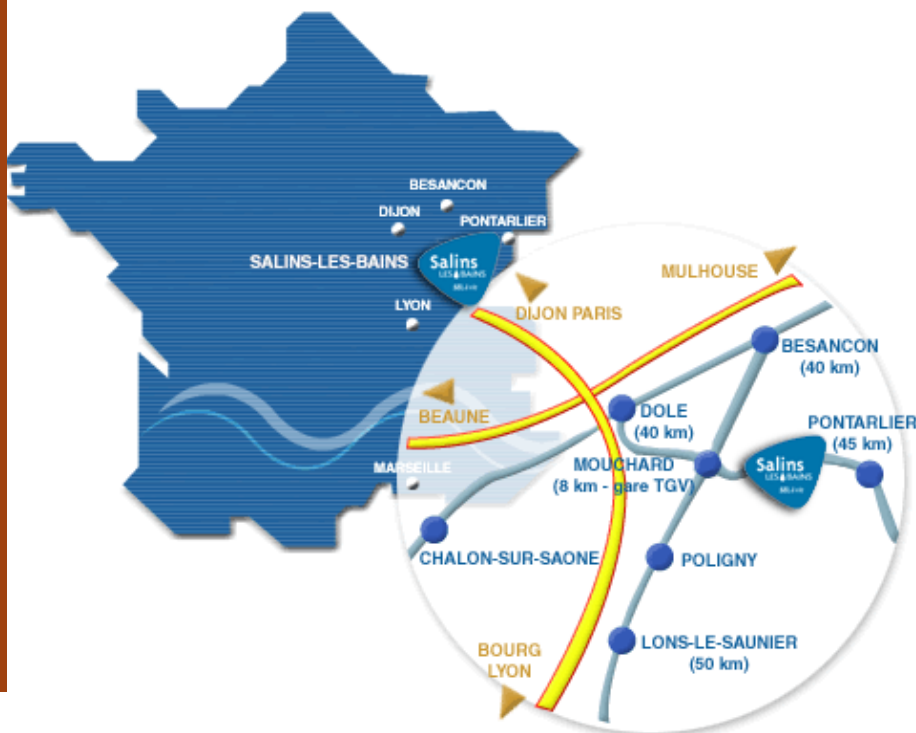 BESANCON
DIJON
PONTARLIER
SALINS-LES-BAINS
Salins
LES BAINS
LYON
MARSEILLE
MULHOUSE
DIJON PARIS
BEAUNE
BESANCON
(40 km)
DOLE
(40 km)
PONTARLIER
(45 km)
MOUCHARD
(8 km - gare TGV)
Salins
LES BAINS
CHALON-SUR-SAONE
POLIGNY
LONS-LE-SAUNIER
(50 km)
BOURG
LYON